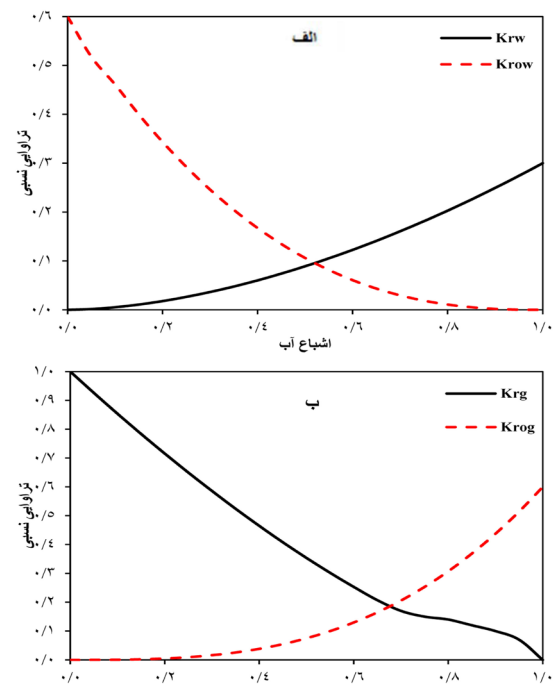 الف
Krw
Krow
۰/۶
۰/۵
۰/۴
۰/۳
۰/۲
۰/۱
۰/۰
تراوایی نسبی
۰/۰ ۰/۲ ۰/۴ ۰/۶ ۰/۸ ۱/۰
اشباع آب
ب
Krg
Krog
۱/۰
۰/۹
۰/۸
۰/۷
۰/۶
۰/۵
۰/۴
۰/۳
۰/۲
۰/۱
۰/۰
تراوایی نسبی
۰/۰ ۰/۲ ۰/۴ ۰/۶ ۰/۸ ۱/۰